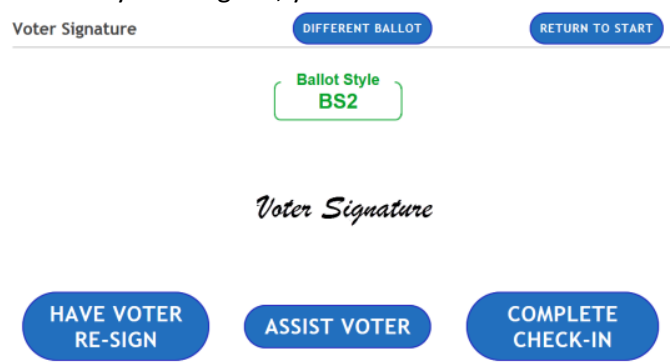 Voter Signature DIFFERENT BALLOT RETURN TO START
Ballot Style
BS2
Voter Signature
HAVE VOTER
RE-SIGN
ASSIST VOTER
COMPLETE
CHECK-IN